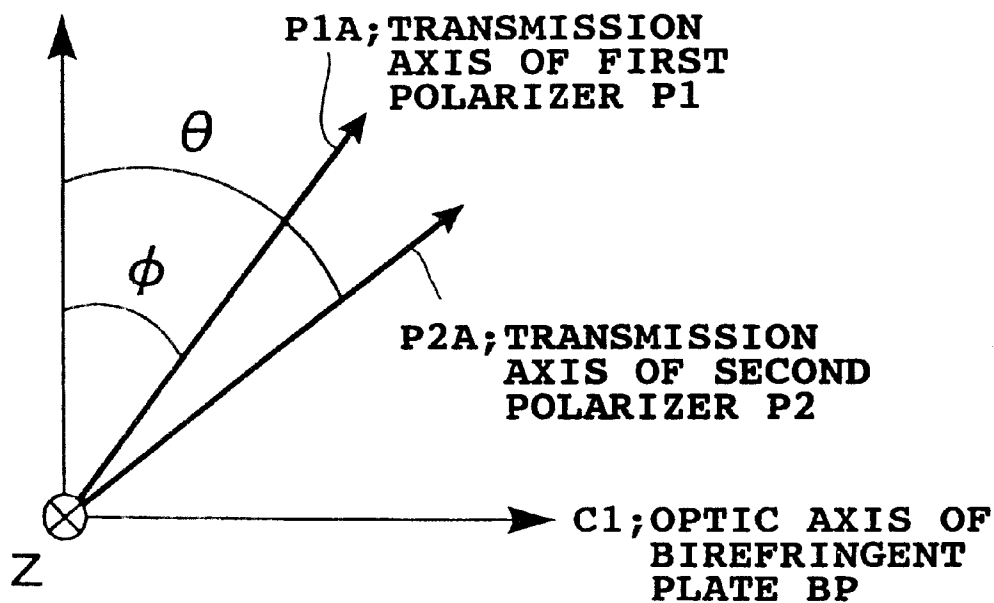 P1A;TRANSMISSION
AXIS OF FIRST
POLARIZER P1
θ
ϕ
P2A;TRANSMISSION
AXIS OF SECOND
POLARIZER P2
C1;OPTIC AXIS OF
BIREFRINGENT
PLATE BP
Z